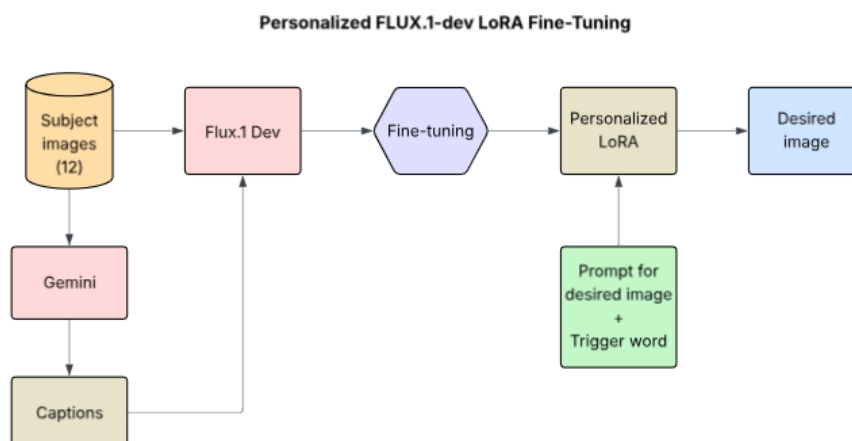 Personalized FLUX.1-dev LoRA Fine-Tuning
Subject
images
(12)
Flux.1 Dev
Fine-tuning
Personalized
LoRA
Desired
image
Gemini
Prompt for
desired image
+
Trigger word
Captions